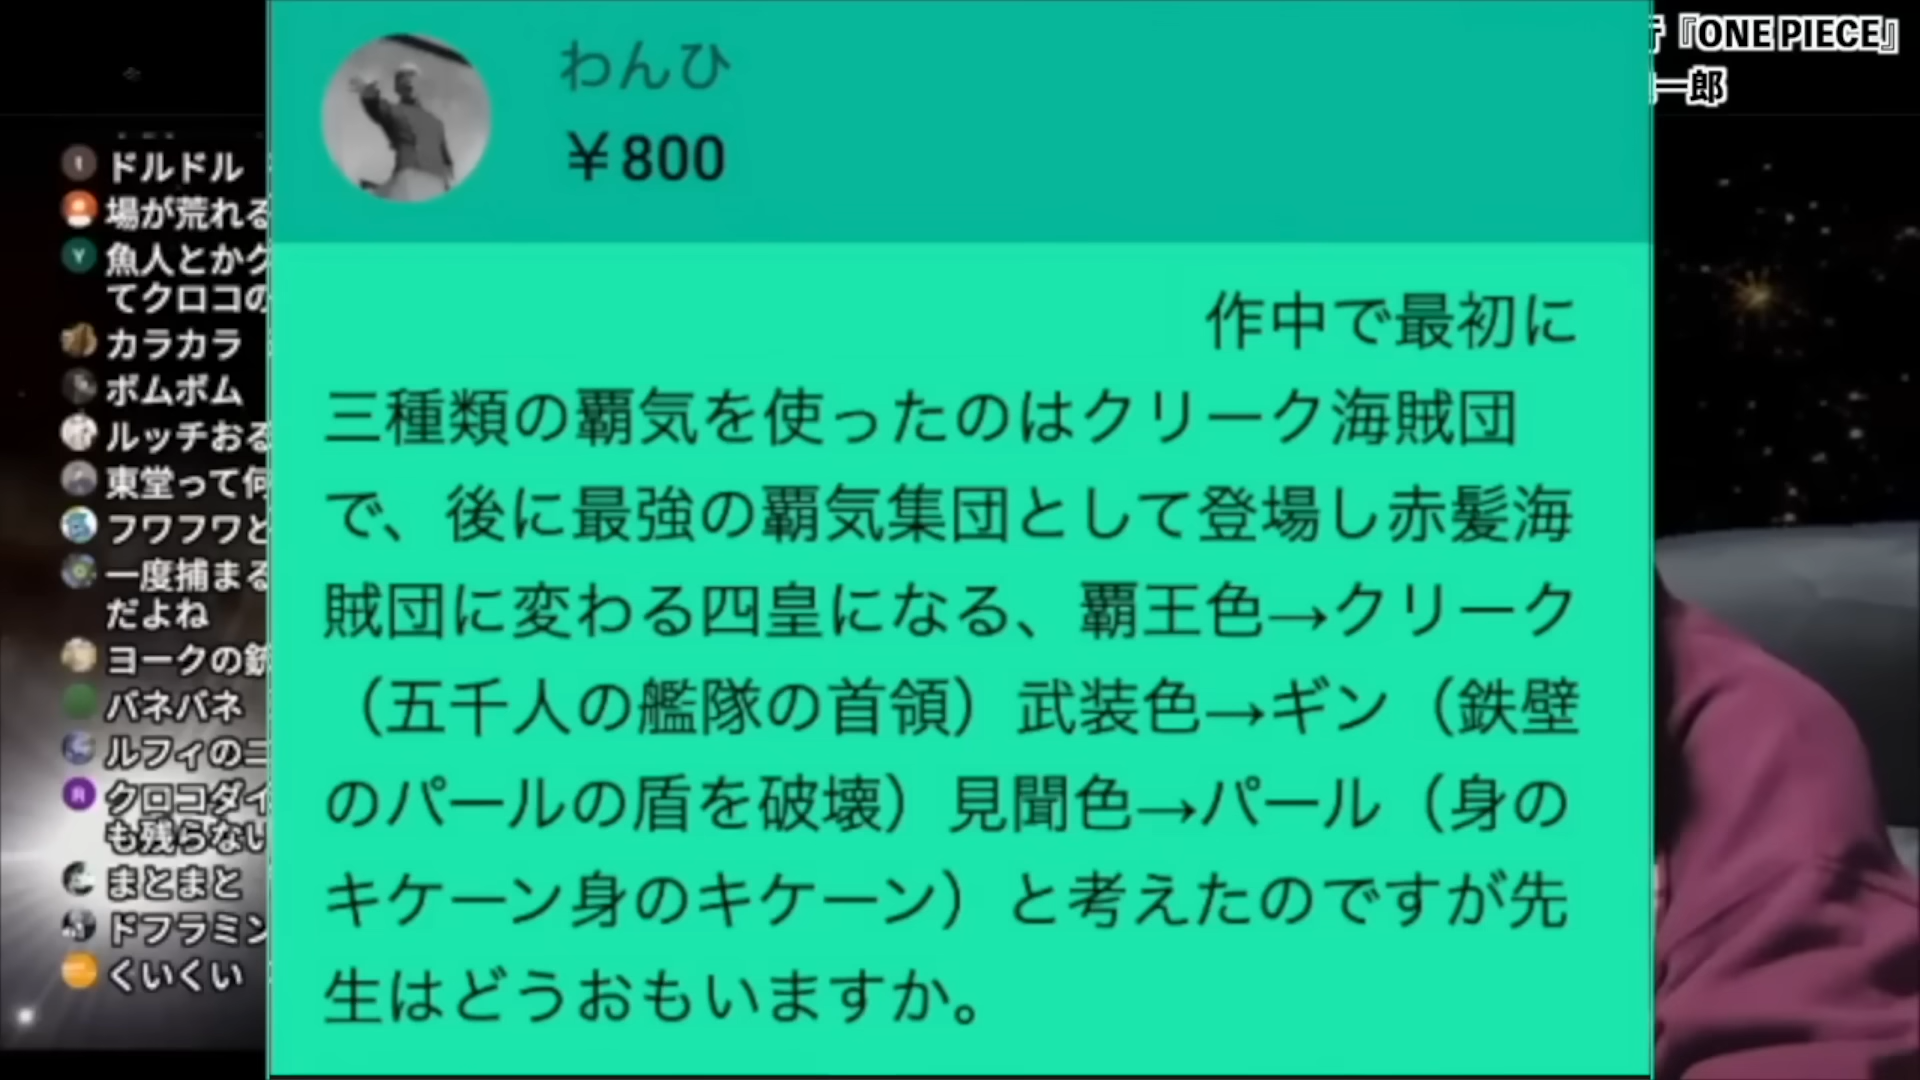 『ONE PIECE』
一郎
わんひ
￥800
作中で最初に
三種類の覇気を使ったのはクリーク海賊団
で、後に最強の覇気集団として登場し赤髪海
賊団に変わる四皇になる、覇王色→クリーク
（五千人の艦隊の首領）武装色→ギン（鉄壁
のパールの盾を破壊）見聞色→パール（身の
キケーン身のキケーン）と考えたのですが先
生はどうおもいますか。
ドルドル
場が荒れる
魚人とかク
てクロコの
カラカラ
ボムボム
ルッチおる
東堂って何
フワフワと
一度捕まる
だよね
ヨークの銃
バネバネ
ルフィのニ
クロコダイ
も残らない
まとまと
ドフラミン
くいくい